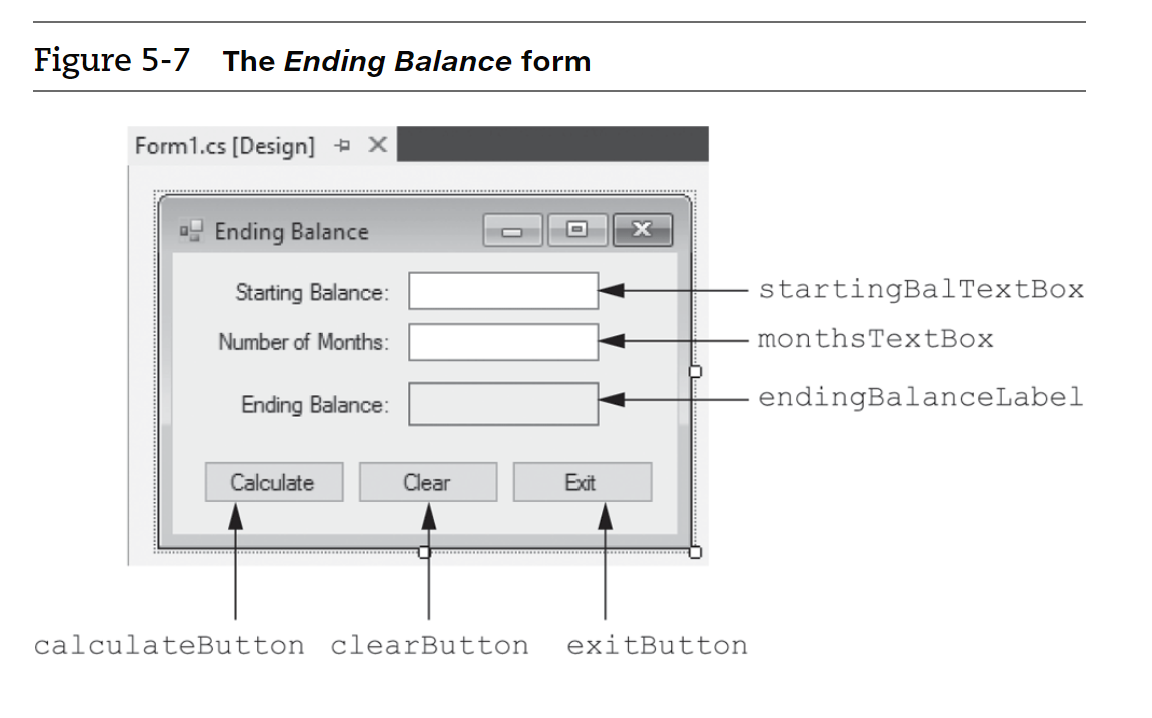 Figure 5-7 The Ending Balance form
Form1.cs [Design]
Ending Balance
Starting Balance:
startingBalTextBox
Number of Months:
monthsTextBox
Ending Balance:
endingBalanceLabel
Calculate Clear Exit
calculateButton clearButton exitButton